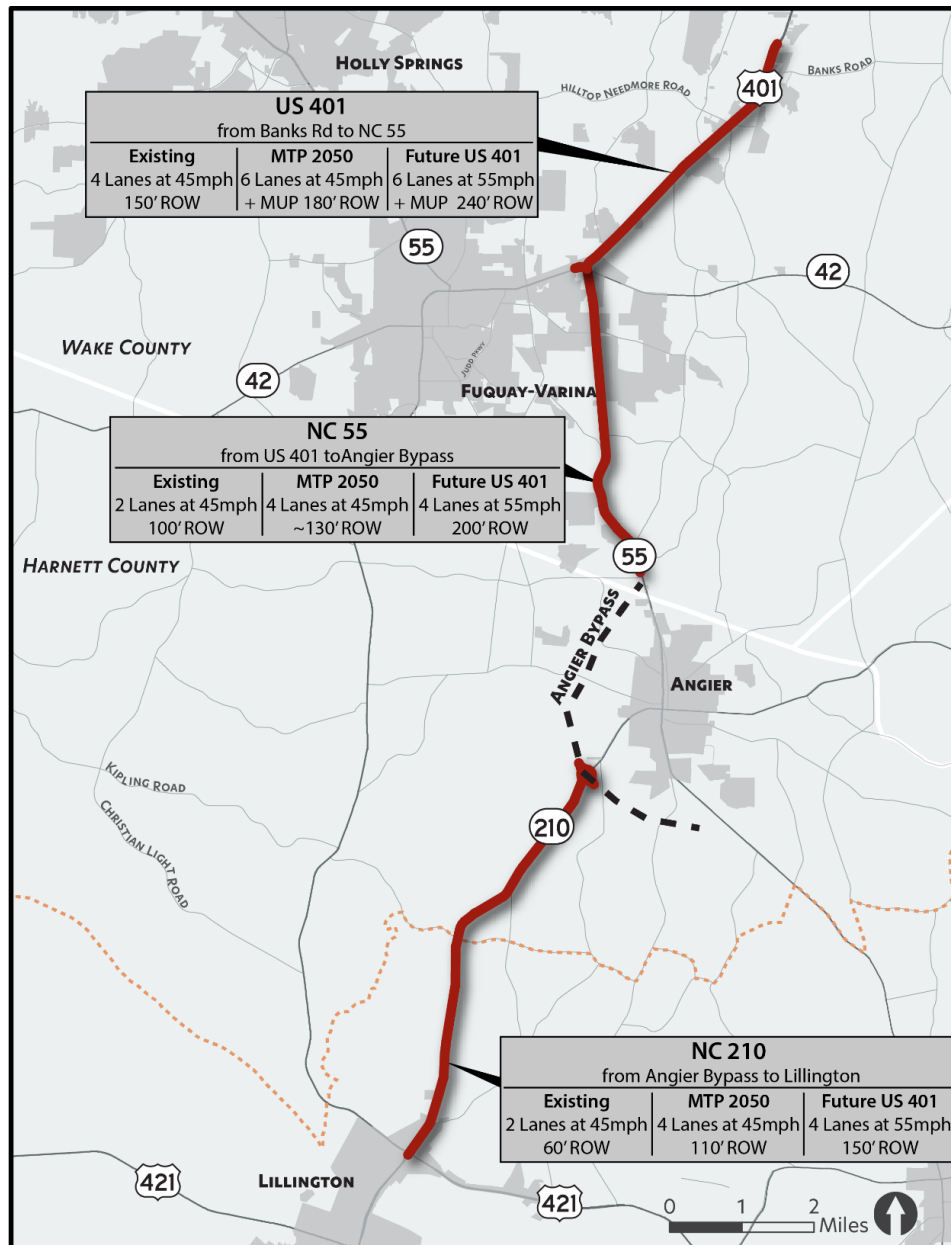 HOLLY SPRINGS
BANKS ROAD
HILLTOP NEEDMORE ROAD
401
US 401
from Banks Rd to NC 55
Existing MTP 2050 Future US 401
4 Lanes at 45mph 6 Lanes at 45mph 6 Lanes at 55mph
150' ROW + MUP 180' ROW + MUP 240' ROW
55
42
WAKE COUNTY
JUDD PKWY
42
FUQUAY-VARINA
NC 55
from US 401 toAngier Bypass
Existing MTP 2050 Future US 401
2 Lanes at 45mph 4 Lanes at 45mph 4 Lanes at 55mph
100' ROW ~130' ROW 200' ROW
55
HARNETT COUNTY
ANGIER BYPASS
ANGIER
KIPLING ROAD
CHRISTIAN LIGHT
ROAD
210
NC 210
from Angier Bypass to Lillington
Existing MTP 2050 Future US 401
2 Lanes at 45mph 4 Lanes at 45mph 4 Lanes at 55mph
60' ROW 110' ROW 150' ROW
LILLINGTON
421
421
0 1 2
Miles